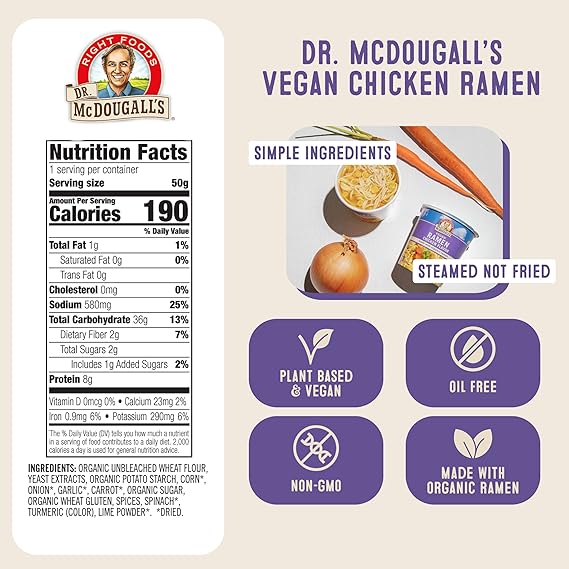 RIGHT FOODS
DR.
McDOUGALL'S
Nutrition Facts
1 serving per container
Serving size 50g
Amount Per Serving
Calories 190
% Daily Value
Total Fat 1g 1%
Saturated Fat 0g 0%
Trans Fat 0g
Cholesterol 0mg 0%
Sodium 580mg 25%
Total Carbohydrate 36g 13%
Dietary Fiber 2g 7%
Total Sugars 2g
Includes 1g Added Sugars 2%
Protein 8g
Vitamin D 0mcg 0% • Calcium 23mg 2%
Iron 0.9mg 6% • Potassium 290mg 6%
The % Daily Value (DV) tells you how much a nutrient
in a serving of food contributes to a daily diet. 2,000
calories a day is used for general nutrition advice.
INGREDIENTS: ORGANIC UNBLEACHED WHEAT FLOUR,
YEAST EXTRACTS, ORGANIC POTATO STARCH, CORN*,
ONION*, GARLIC*, CARROT*, ORGANIC SUGAR,
ORGANIC WHEAT GLUTEN, SPICES, SPINACH*,
TURMERIC (COLOR), LIME POWDER*. *DRIED.
DR. MCDOUGALL'S
VEGAN CHICKEN RAMEN
SIMPLE INGREDIENTS
RAMEN
STEAMED NOT FRIED
PLANT BASED
& VEGAN
OIL FREE
NON-GMO
MADE WITH
ORGANIC RAMEN